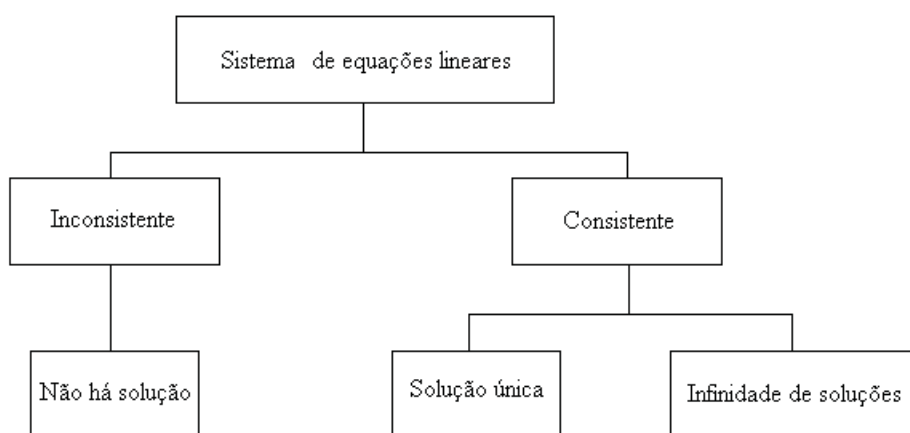 Sistema de equações lineares
Inconsistente
Consistente
Não há solução
Solução única
Infinidade de soluções